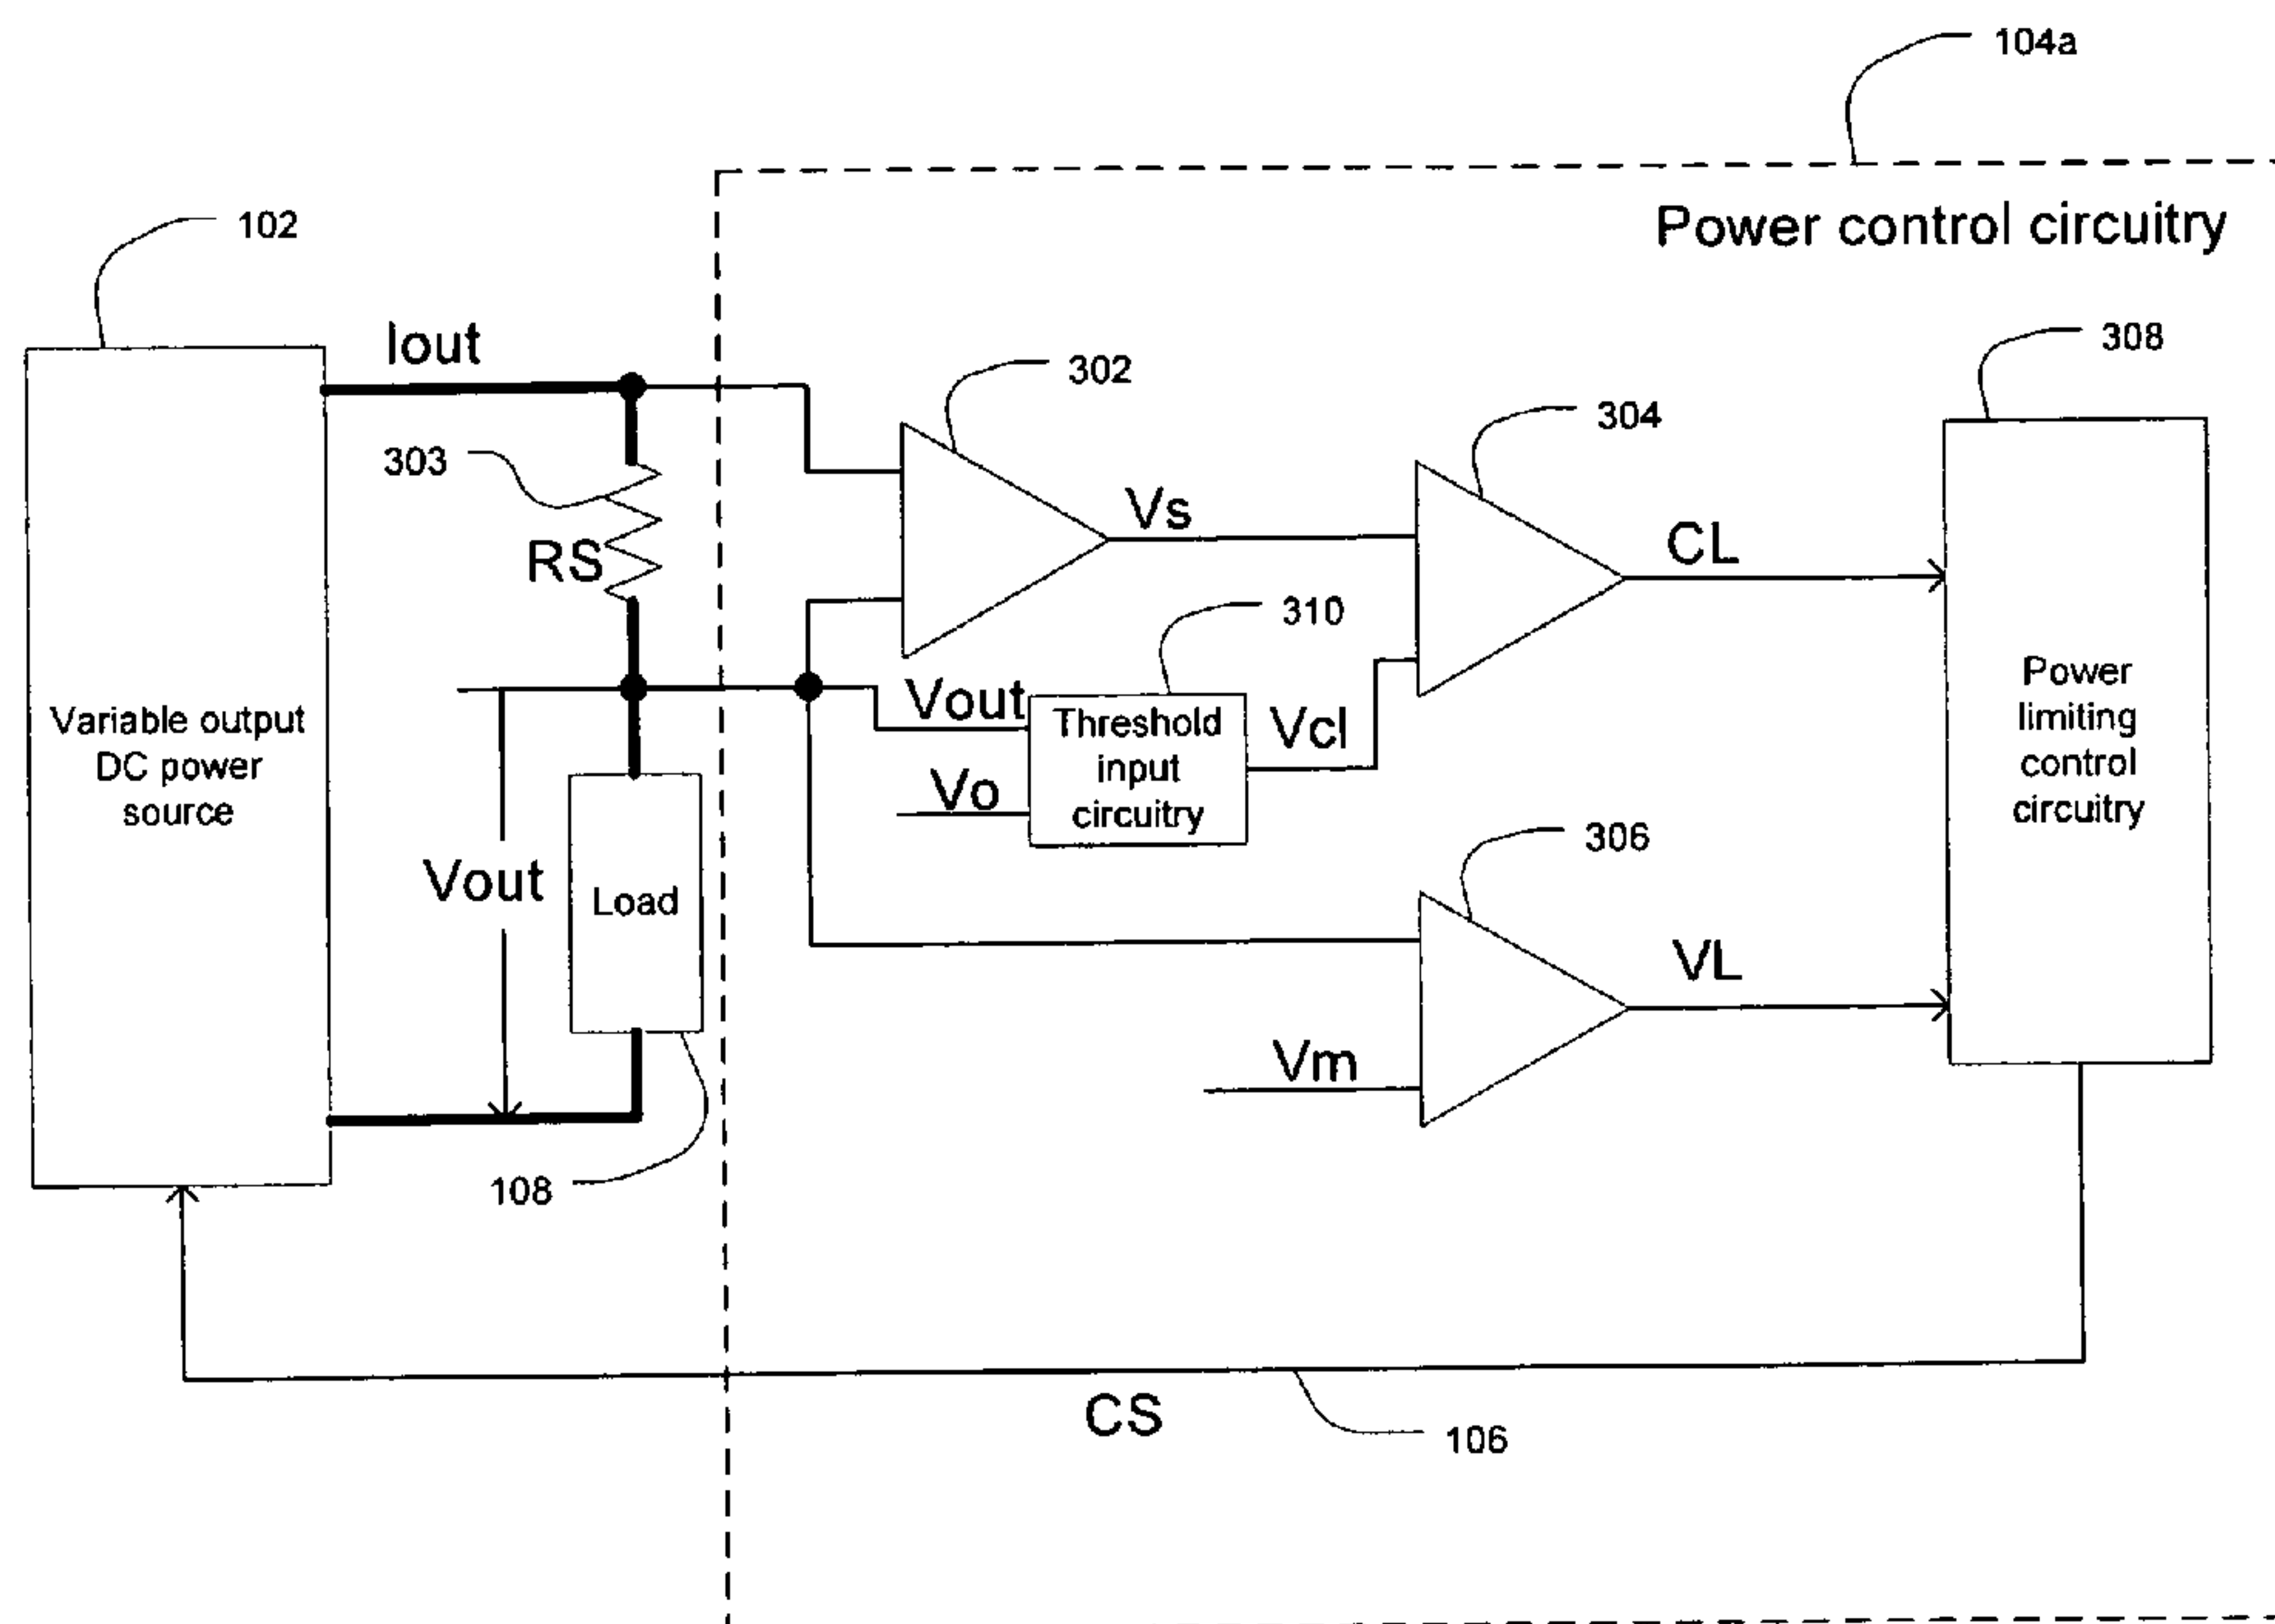 104a
Power control circuitry
102
Iout
302
308
304
303
Vs
CL
RS
310
Variable output
DC power
source
Vout
Threshold
input
circuitry
Vcl
Vo
Power
limiting
control
circuitry
306
Vout
Load
VL
Vm
108
CS
106